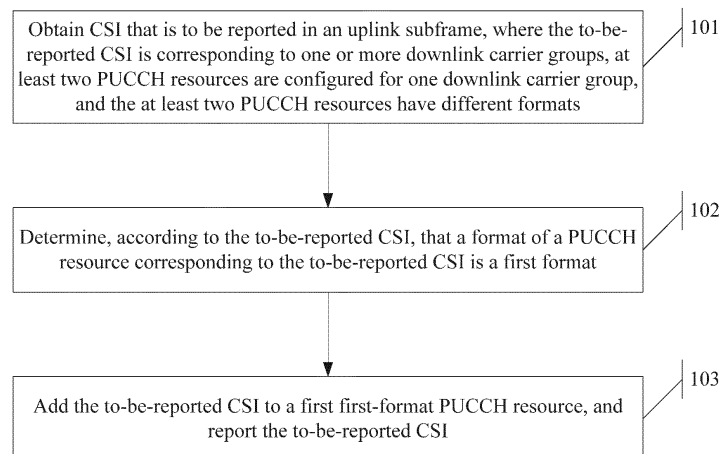 Obtain CSI that is to be reported in an uplink subframe, where the to-be-
reported CSI is corresponding to one or more downlink carrier groups, at
least two PUCCH resources are configured for one downlink carrier group,
and the at least two PUCCH resources have different formats
101
Determine, according to the to-be-reported CSI, that a format of a PUCCH
resource corresponding to the to-be-reported CSI is a first format
102
Add the to-be-reported CSI to a first first-format PUCCH resource, and
report the to-be-reported CSI
103